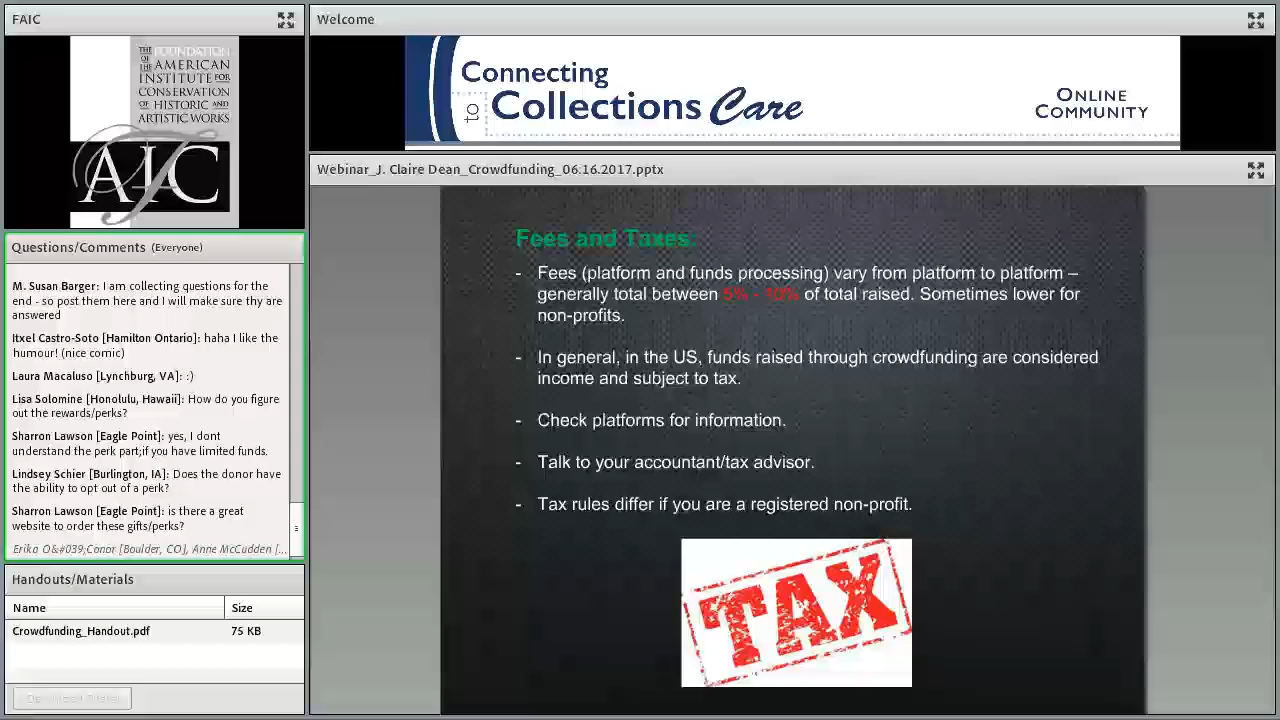 FAIC
THE FOUNDATION
OF THE
AMERICAN
INSTITUTE FOR
CONSERVATION
OF HISTORIC AND
ARTISTIC WORKS
AIC
Questions/Comments (Everyone)
M. Susan Barger: I am collecting questions for the
end - so post them here and I will make sure thy are
answered
Itxel Castro-Soto [Hamilton Ontario]: haha I like the
humour! (nice comic)
Laura Macaluso [Lynchburg, VA]: :)
Lisa Solomine [Honolulu, Hawaii]: How do you figure
out the rewards/perks?
Sharron Lawson [Eagle Point]: yes, I dont
understand the perk part;if you have limited funds.
Lindsey Schier [Burlington, IA]: Does the donor have
the ability to opt out of a perk?
Sharron Lawson [Eagle Point]: is there a great
website to order these gifts/perks?
Erika O&#039;Conor [Boulder, CO], Anne McCudden [...
Handouts/Materials
Name Size
Crowdfunding_Handout.pdf 75 KB
Welcome
Connecting
to Collections Care
ONLINE
COMMUNITY
Webinar_J. Claire Dean_Crowdfunding_06.16.2017.pptx
Fees and Taxes:
- Fees (platform and funds processing) vary from platform to platform –
generally total between 5% - 10% of total raised. Sometimes lower for
non-profits.
- In general, in the US, funds raised through crowdfunding are considered
income and subject to tax.
- Check platforms for information.
- Talk to your accountant/tax advisor.
- Tax rules differ if you are a registered non-profit.
TAX